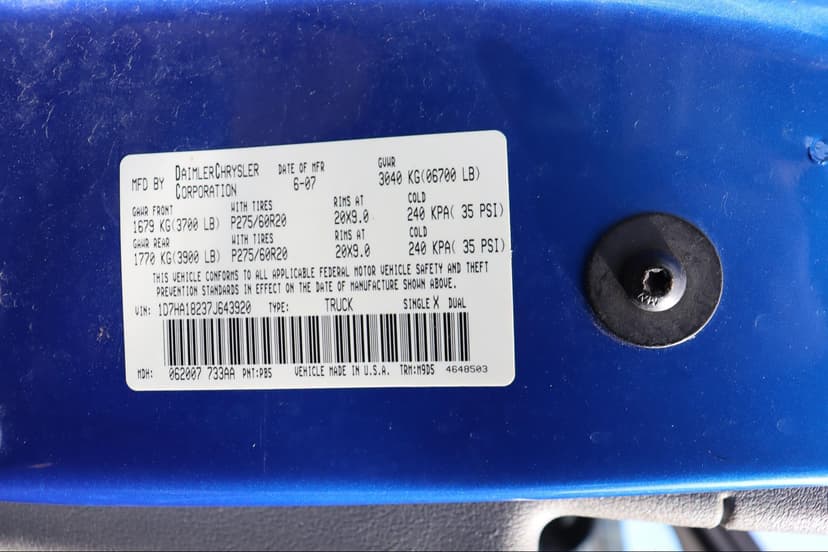 MFD BY DAIMLERCHRYSLER CORPORATION DATE OF MFR 6-07 GVWR 3040 KG(06700 LB)
GAWR FRONT WITH TIRES RIMS AT COLD
1679 KG(3700 LB) P275/60R20 20X9.0 240 KPA( 35 PSI)
GAWR REAR WITH TIRES RIMS AT COLD
1770 KG(3900 LB) P275/60R20 20X9.0 240 KPA( 35 PSI)
THIS VEHICLE CONFORMS TO ALL APPLICABLE FEDERAL MOTOR VEHICLE SAFETY AND THEFT
PREVENTION STANDARDS IN EFFECT ON THE DATE OF MANUFACTURE SHOWN ABOVE.
VIN: 1D7HA18237J643920 TYPE: TRUCK SINGLE X DUAL
MDH: 062007 733AA PNT:PB5 VEHICLE MADE IN U.S.A. TRM:M9D5 4648503